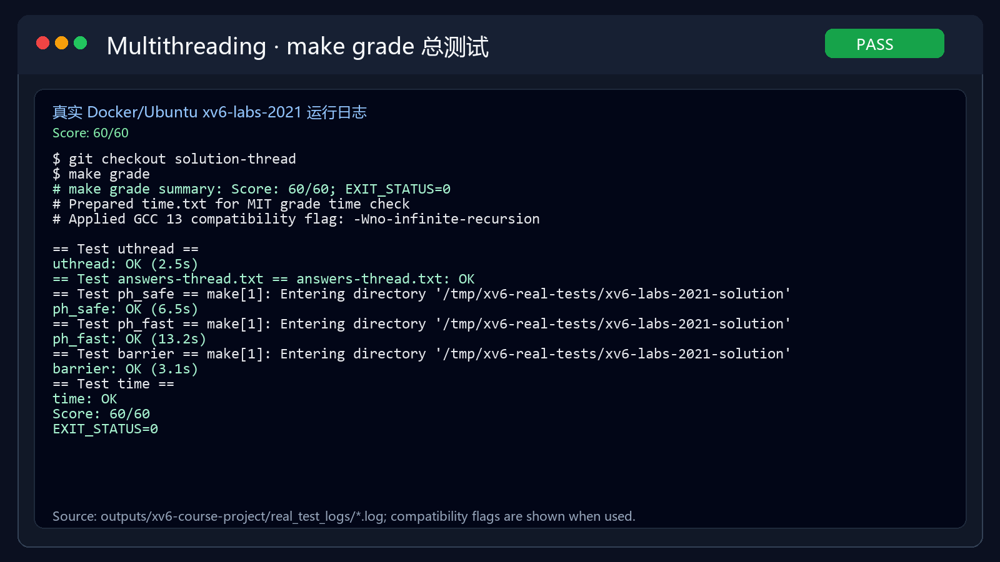 Multithreading · make grade 总测试
PASS
真实 Docker/Ubuntu xv6-labs-2021 运行日志
Score: 60/60
$ git checkout solution-thread
$ make grade
# make grade summary: Score: 60/60; EXIT_STATUS=0
# Prepared time.txt for MIT grade time check
# Applied GCC 13 compatibility flag: -Wno-infinite-recursion
== Test uthread ==
uthread: OK (2.5s)
== Test answers-thread.txt == answers-thread.txt: OK
== Test ph_safe == make[1]: Entering directory '/tmp/xv6-real-tests/xv6-labs-2021-solution'
ph_safe: OK (6.5s)
== Test ph_fast == make[1]: Entering directory '/tmp/xv6-real-tests/xv6-labs-2021-solution'
ph_fast: OK (13.2s)
== Test barrier == make[1]: Entering directory '/tmp/xv6-real-tests/xv6-labs-2021-solution'
barrier: OK (3.1s)
== Test time ==
time: OK
Score: 60/60
EXIT_STATUS=0
Source: outputs/xv6-course-project/real_test_logs/*.log; compatibility flags are shown when used.